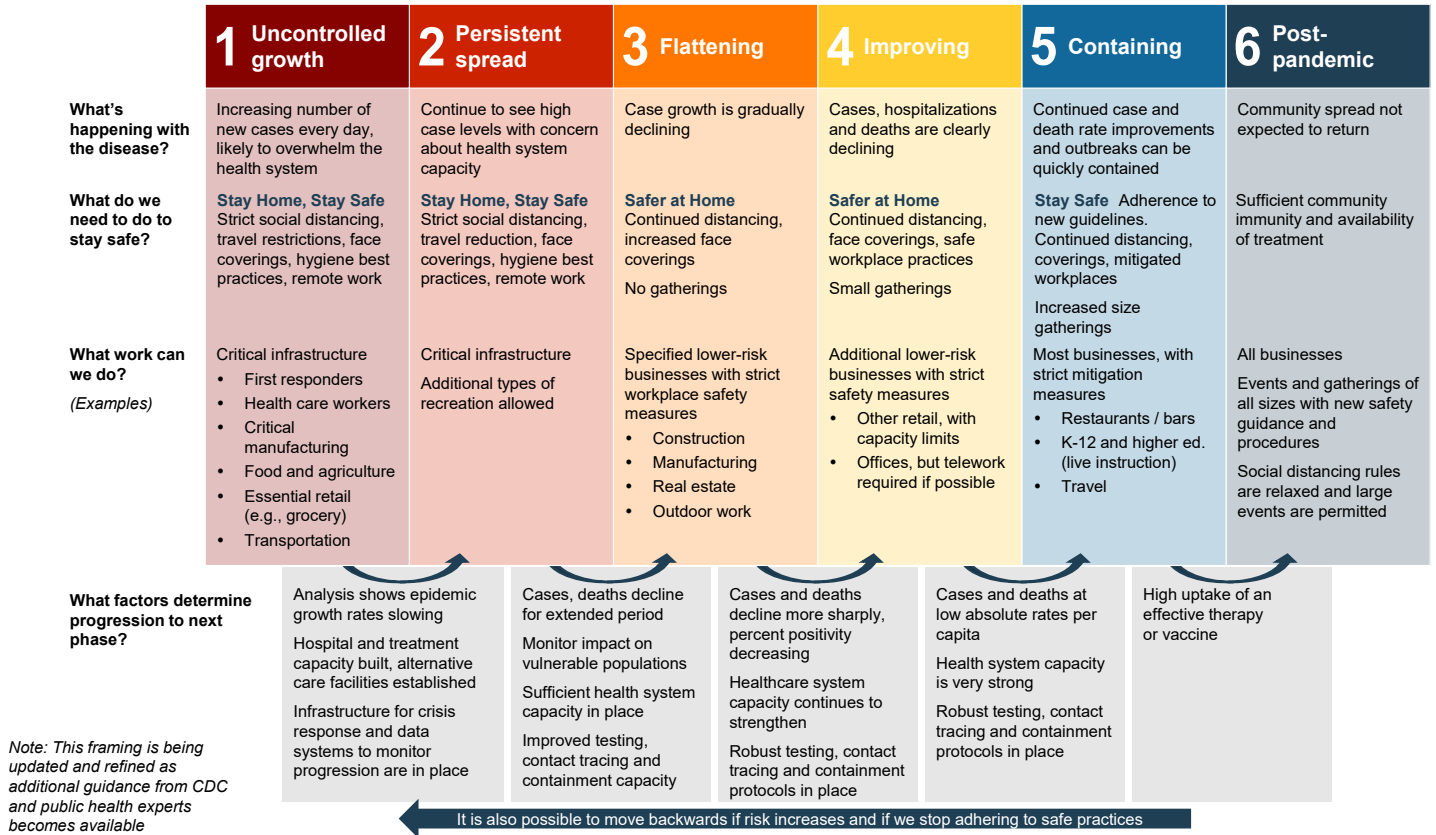 1 Uncontrolled
growth
2 Persistent
spread
3 Flattening
4 Improving
5 Containing
6 Post-
pandemic
What's
happening with
the disease?
Increasing number of
new cases every day,
likely to overwhelm the
health system
Continue to see high
case levels with concern
about health system
capacity
Case growth is gradually
declining
Cases, hospitalizations
and deaths are clearly
declining
Continued case and
death rate improvements
and outbreaks can be
quickly contained
Community spread not
expected to return
What do we
need to do to
stay safe?
Stay Home, Stay Safe
Strict social distancing,
travel restrictions, face
coverings, hygiene best
practices, remote work
Stay Home, Stay Safe
Strict social distancing,
travel reduction, face
coverings, hygiene best
practices, remote work
Safer at Home
Continued distancing,
increased face
coverings
No gatherings
Safer at Home
Continued distancing,
face coverings, safe
workplace practices
Small gatherings
Stay Safe Adherence to
new guidelines.
Continued distancing,
coverings, mitigated
workplaces
Increased size
gatherings
Sufficient community
immunity and availability
of treatment
What work can
we do?
(Examples)
Critical infrastructure
• First responders
• Health care workers
• Critical
manufacturing
• Food and agriculture
• Essential retail
(e.g., grocery)
• Transportation
Critical infrastructure
Additional types of
recreation allowed
Specified lower-risk
businesses with strict
workplace safety
measures
• Construction
• Manufacturing
• Real estate
• Outdoor work
Additional lower-risk
businesses with strict
safety measures
• Other retail, with
capacity limits
• Offices, but telework
required if possible
Most businesses, with
strict mitigation
measures
• Restaurants / bars
• K-12 and higher ed.
(live instruction)
• Travel
All businesses
Events and gatherings of
all sizes with new safety
guidance and
procedures
Social distancing rules
are relaxed and large
events are permitted
What factors determine
progression to next
phase?
Analysis shows epidemic
growth rates slowing
Hospital and treatment
capacity built, alternative
care facilities established
Infrastructure for crisis
response and data
systems to monitor
progression are in place
Cases, deaths decline
for extended period
Monitor impact on
vulnerable populations
Sufficient health system
capacity in place
Improved testing,
contact tracing and
containment capacity
Cases and deaths
decline more sharply,
percent positivity
decreasing
Healthcare system
capacity continues to
strengthen
Robust testing, contact
tracing and containment
protocols in place
Cases and deaths at
low absolute rates per
capita
Health system capacity
is very strong
Robust testing, contact
tracing and containment
protocols in place
High uptake of an
effective therapy
or vaccine
Note: This framing is being
updated and refined as
additional guidance from CDC
and public health experts
becomes available
It is also possible to move backwards if risk increases and if we stop adhering to safe practices